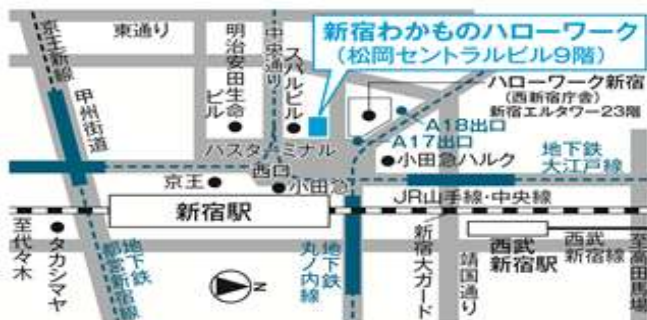 新宿わかものハローワーク
(松岡セントラルビル9階)
東通り
京王新線
甲州街道
明治安田生命
ビル
中央通り
スバルビル
ハローワーク新宿
(西新宿庁舎)
新宿エルタワー23階
A18出口
A17出口
バスターミナル
小田急ハルク
地下鉄
大江戸線
西口
京王
小田急
JR山手線・中央線
新宿駅
至代々木
タカシマヤ
地下鉄
都営新宿線
N
地下鉄
丸ノ内線
新宿大ガード
靖国通り
西武
新宿駅
西武
新宿線
至高田馬場